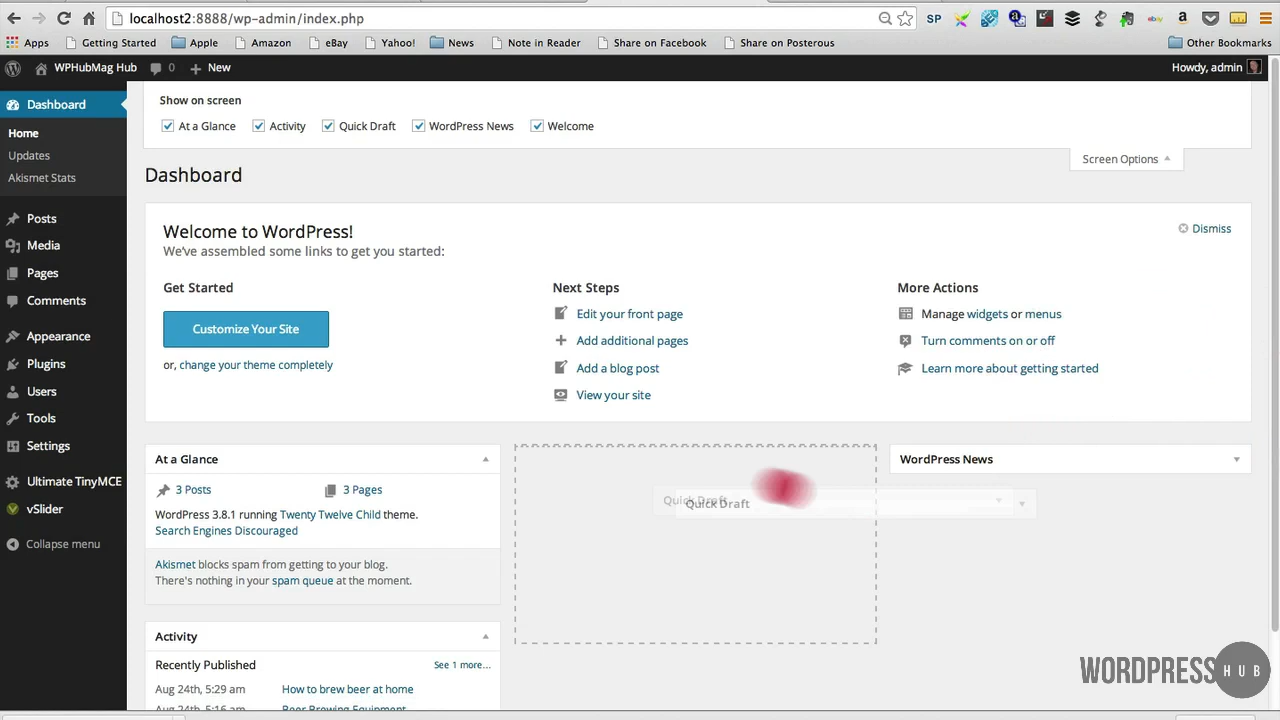 localhost2:8888/wp-admin/index.php
SP
Apps Getting Started Apple Amazon eBay Yahoo! News Note in Reader Share on Facebook Share on Posterous Other Bookmarks
WPHubMag Hub 0 New Howdy, admin
Dashboard
Home
Updates
Akismet Stats
Posts
Media
Pages
Comments
Appearance
Plugins
Users
Tools
Settings
Ultimate TinyMCE
vSlider
Collapse menu
Show on screen
At a Glance Activity Quick Draft WordPress News Welcome
Screen Options
Dashboard
Welcome to WordPress!
We've assembled some links to get you started:
Dismiss
Get Started
Customize Your Site
or, change your theme completely
Next Steps
Edit your front page
Add additional pages
Add a blog post
View your site
More Actions
Manage widgets or menus
Turn comments on or off
Learn more about getting started
At a Glance
3 Posts 3 Pages
WordPress 3.8.1 running Twenty Twelve Child theme.
Search Engines Discouraged
Akismet blocks spam from getting to your blog.
There's nothing in your spam queue at the moment.
Activity
Recently Published See 1 more...
Aug 24th, 5:29 am How to brew beer at home
Beer Brewing Equipment
Quick Draft
Quick Draft
WordPress News
WORDPRESS HUB